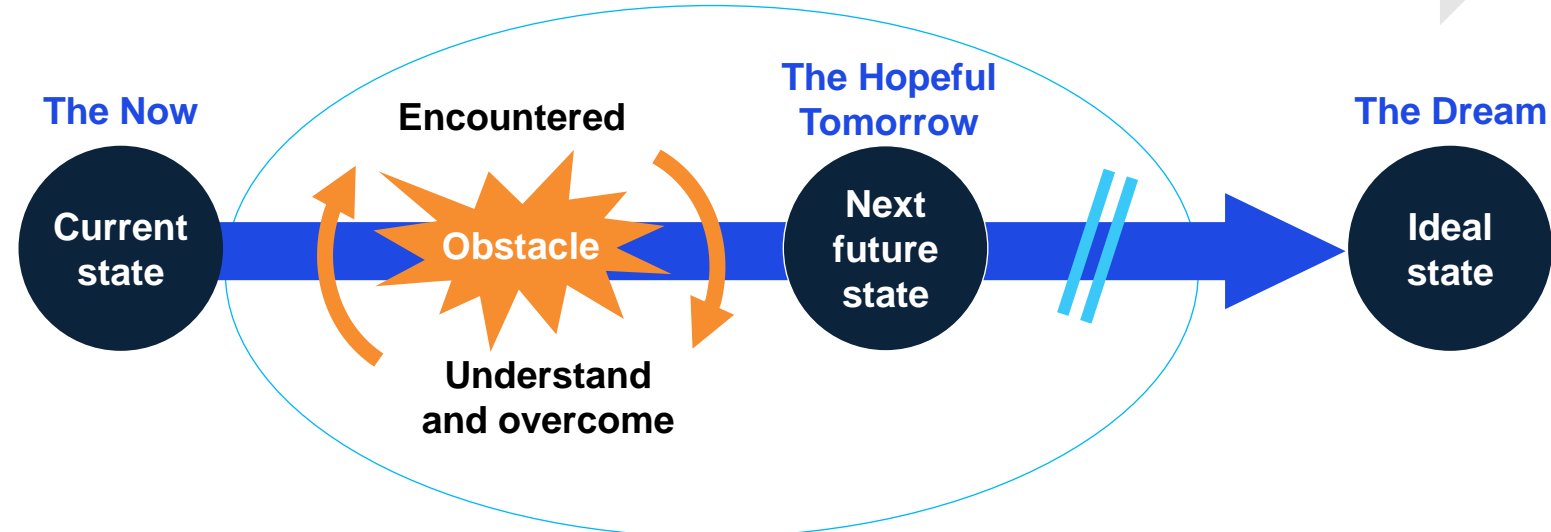 The Now
Encountered
The Hopeful
Tomorrow
The Dream
Current
state
Obstacle
Next
future
state
Ideal
state
Understand
and overcome